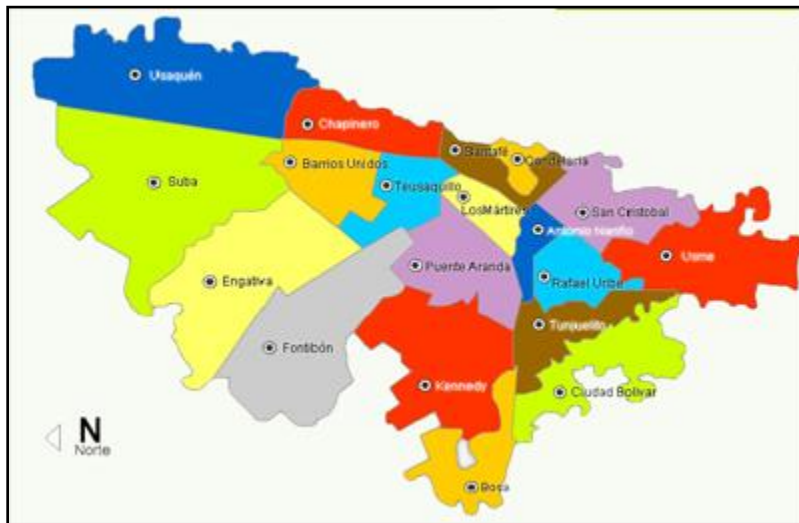 Usaquén
Chapinero
Santafé
Candelaria
Barrios Unidos
Suba
Teusaquillo
LosMártires
San Cristobal
Antonio Nariño
Usme
Puente Aranda
Engativa
Rafael Uribe
Tunjuelito
Fontibón
Kennedy
Ciudad Bolivar
N
Norte
Bosa